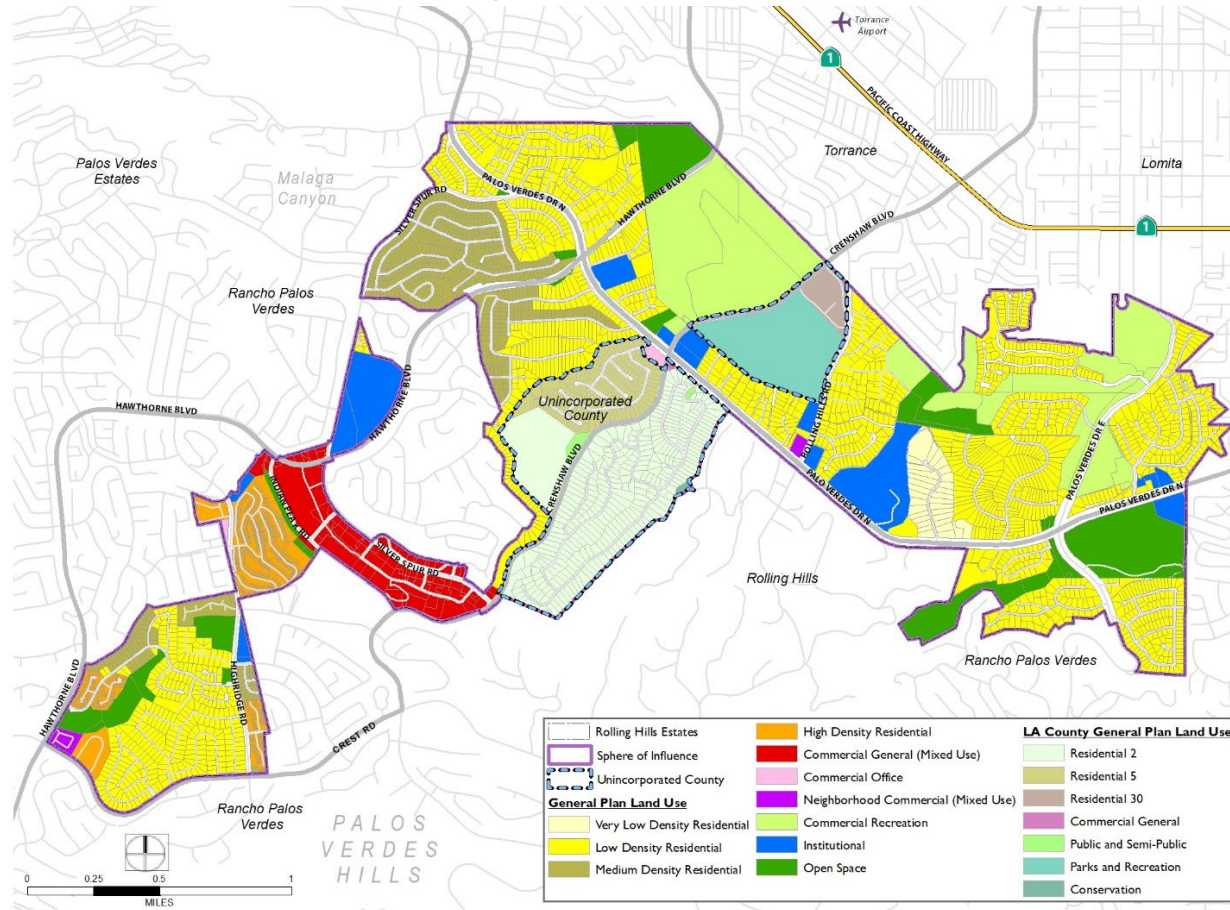 Torrance
Airport
1
PACIFIC COAST HIGHWAY
Palos Verdes
Estates
Malaga
Canyon
Torrance
Lomita
SILVER SPUR RD
PALOS VERDES DR N
HAWTHORNE BLVD
CRENSHAW BLVD
1
Rancho Palos
Verdes
HAWTHORNE BLVD
HAWTHORNE BLVD
Unincorporated
County
CRENSHAW BLVD
ROLLING HILLS RD
PALOS VERDES DR E
PALOS VERDES DR N
PALO VERDES DR N
INDIAN PEAK RD
SILVER SPUR RD
Rolling Hills
Rancho Palos Verdes
HAWTHORNE BLVD
HIGHRIDGE RD
CREST RD
Rancho Palos
Verdes
PALOS
VERDES
HILLS
0 0.25 0.5 1
MILES
Rolling Hills Estates
Sphere of Influence
Unincorporated County
General Plan Land Use
Very Low Density Residential
Low Density Residential
Medium Density Residential
High Density Residential
Commercial General (Mixed Use)
Commercial Office
Neighborhood Commercial (Mixed Use)
Commercial Recreation
Institutional
Open Space
LA County General Plan Land Use
Residential 2
Residential 5
Residential 30
Commercial General
Public and Semi-Public
Parks and Recreation
Conservation